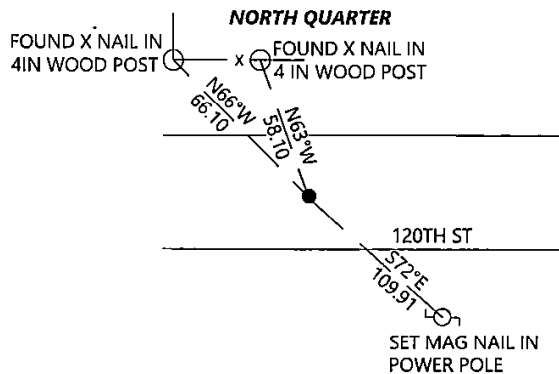 NORTH QUARTER
FOUND X NAIL IN
4IN WOOD POST
X
FOUND X NAIL IN
4 IN WOOD POST
N66°W
66.10
N63°W
58.10
120TH ST
S72°E
109.91
SET MAG NAIL IN
POWER POLE